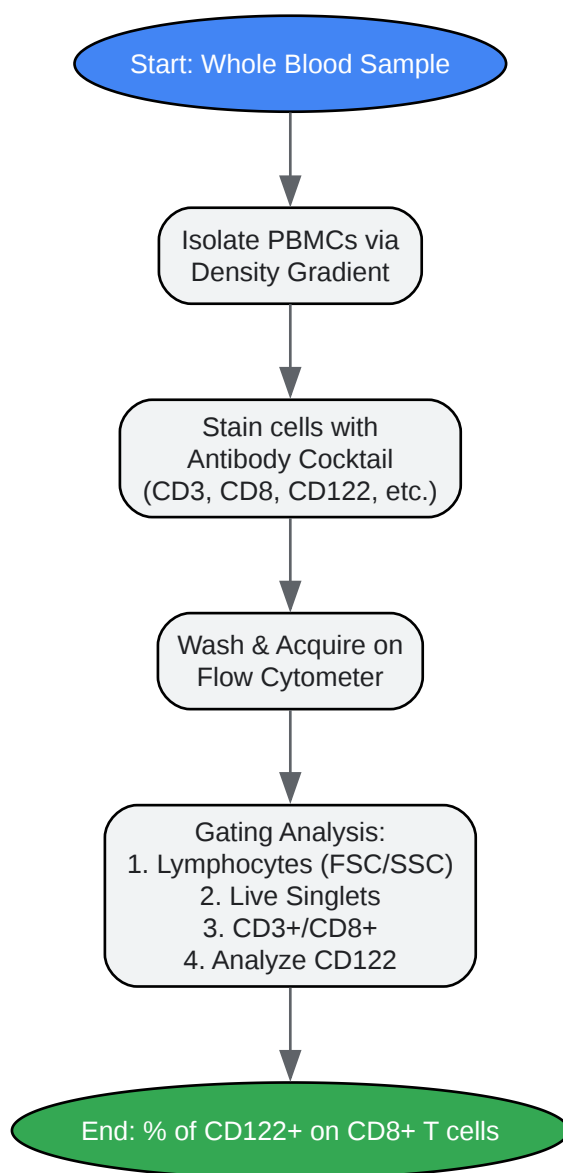 Start: Whole Blood Sample
Isolate PBMCs via
Density Gradient
Stain cells with
Antibody Cocktail
(CD3, CD8, CD122, etc.)
Wash & Acquire on
Flow Cytometer
Gating Analysis:
1. Lymphocytes (FSC/SSC)
2. Live Singlets
3. CD3+/CD8+
4. Analyze CD122
End: % of CD122+ on CD8+ T cells